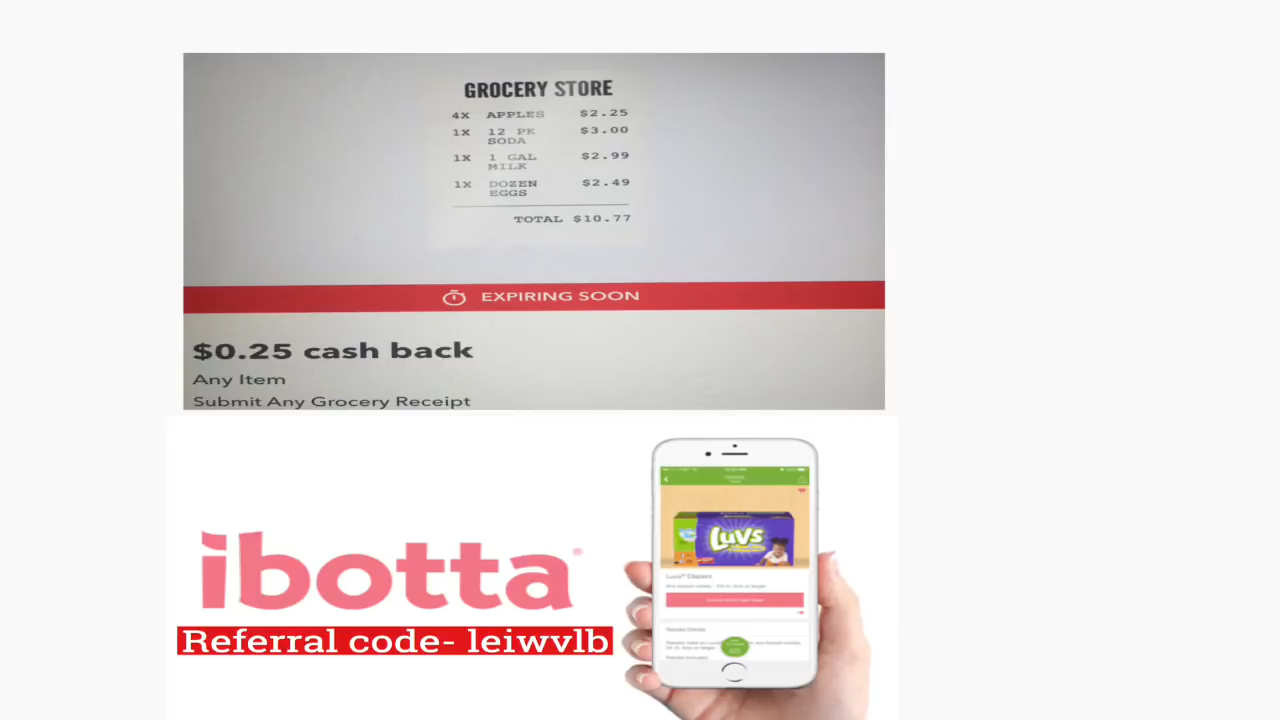 GROCERY STORE
4X APPLES $2.25
1X 12 PK SODA $3.00
1X 1 GAL MILK $2.99
1X DOZEN EGGS $2.49
TOTAL $10.77
EXPIRING SOON
$0.25 cash back
Any Item
Submit Any Grocery Receipt
ibotta
Referral code- leiwvlb
Luvs
Luvs® Diapers